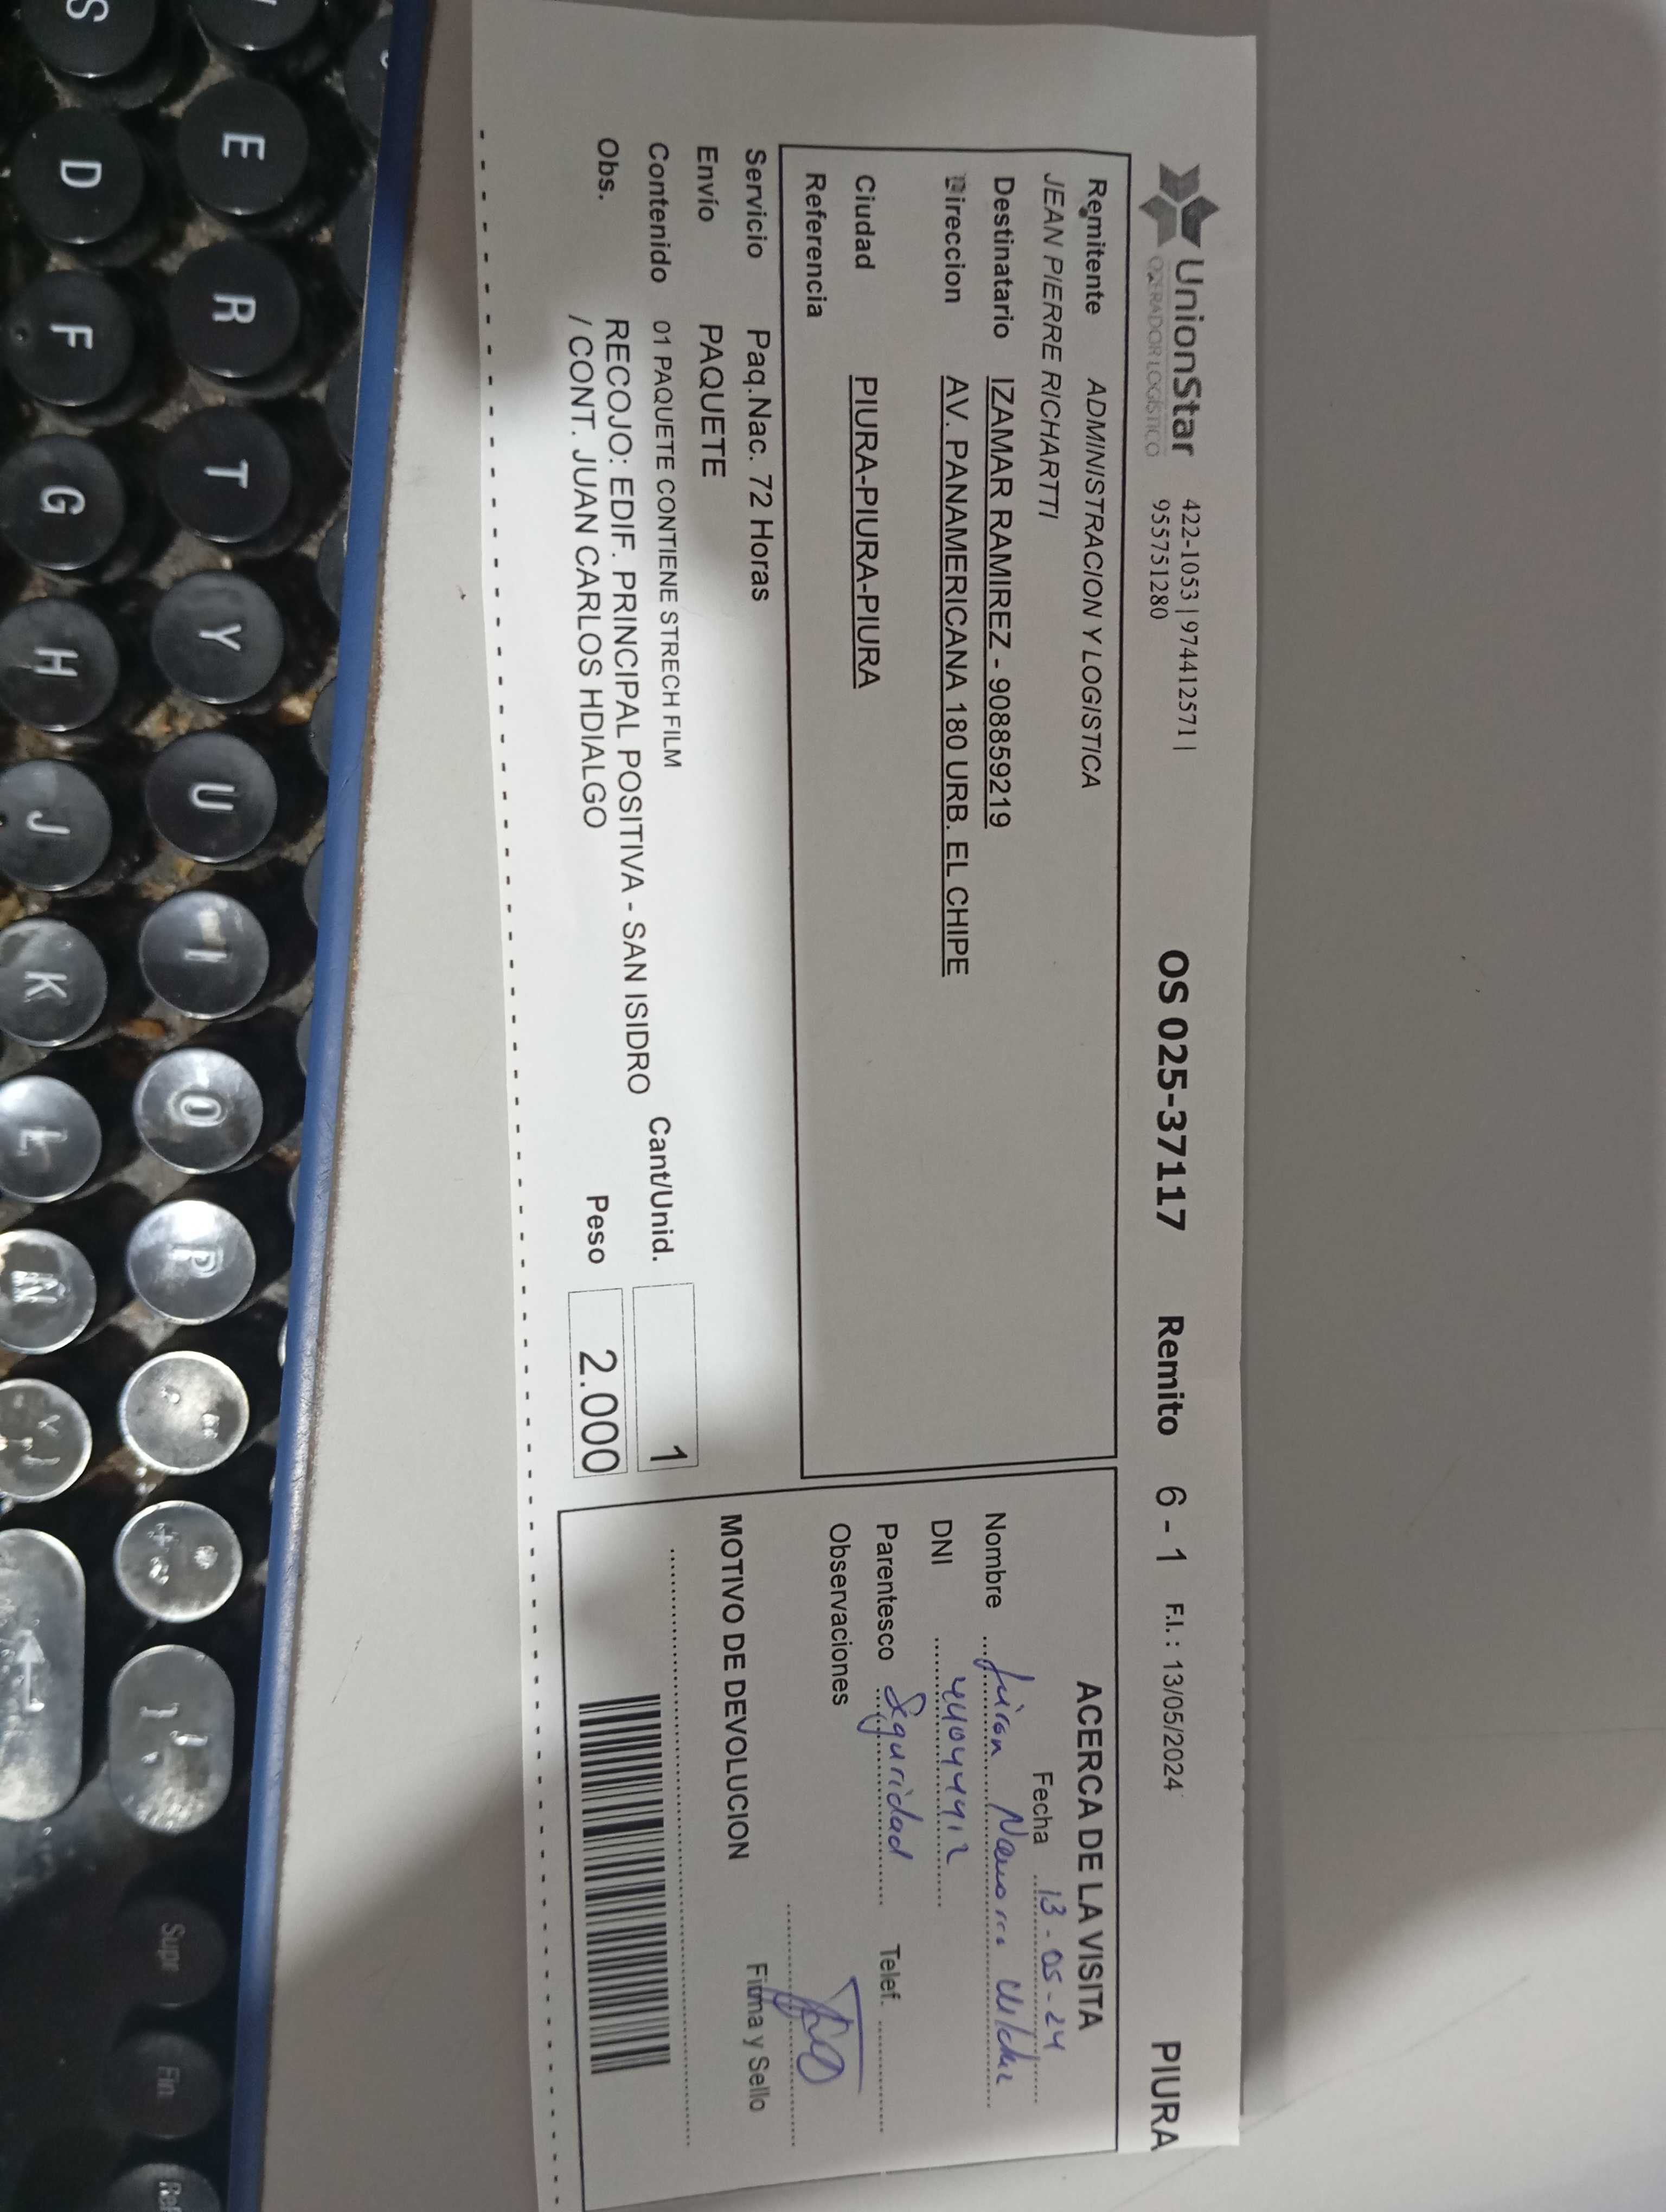 UnionStar
OPERADOR LOGÍSTICO
422-1053 | 974412571 |
955751280
OS 025-37117
Remito 6 - 1
F.I. : 13/05/2024
PIURA
Remitente ADMINISTRACION Y LOGISTICA
JEAN PIERRE RICHARTTI
Destinatario IZAMAR RAMIREZ - 908859219
Direccion AV. PANAMERICANA 180 URB. EL CHIPE
Ciudad PIURA-PIURA-PIURA
Referencia
Servicio Paq.Nac. 72 Horas
Envío PAQUETE
Contenido 01 PAQUETE CONTIENE STRECH FILM
Obs. RECOJO: EDIF. PRINCIPAL POSITIVA - SAN ISIDRO
/ CONT. JUAN CARLOS HDIALGO
Cant/Unid. 1
Peso 2.000
ACERCA DE LA VISITA
Fecha 13-05-24
Nombre
DNI 44044912
Parentesco Seguridad Telef.
Observaciones
Firma y Sello
MOTIVO DE DEVOLUCION
E R T Y U I O P
S D F G H J K L Ñ
Supr Fin